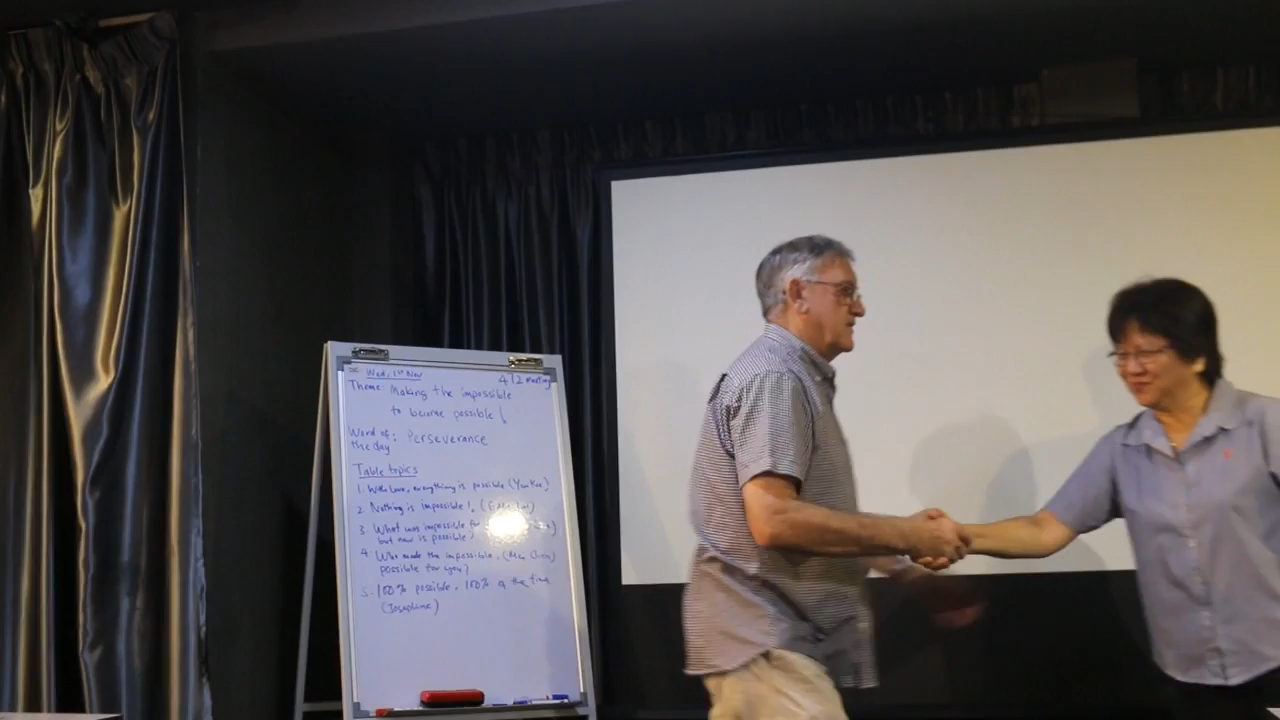 Wed, 1st Nov
412 Meeting
Theme: Making the impossible
to become possible!
Word of : Perseverance
the day
Table topics
1. With Love, everything is possible
2. Nothing is impossible!
3. What was impossible for
but now is possible?
4. Who made the impossible,
possible for you?
5. 100% possible, 100% of the time
(Josephine)